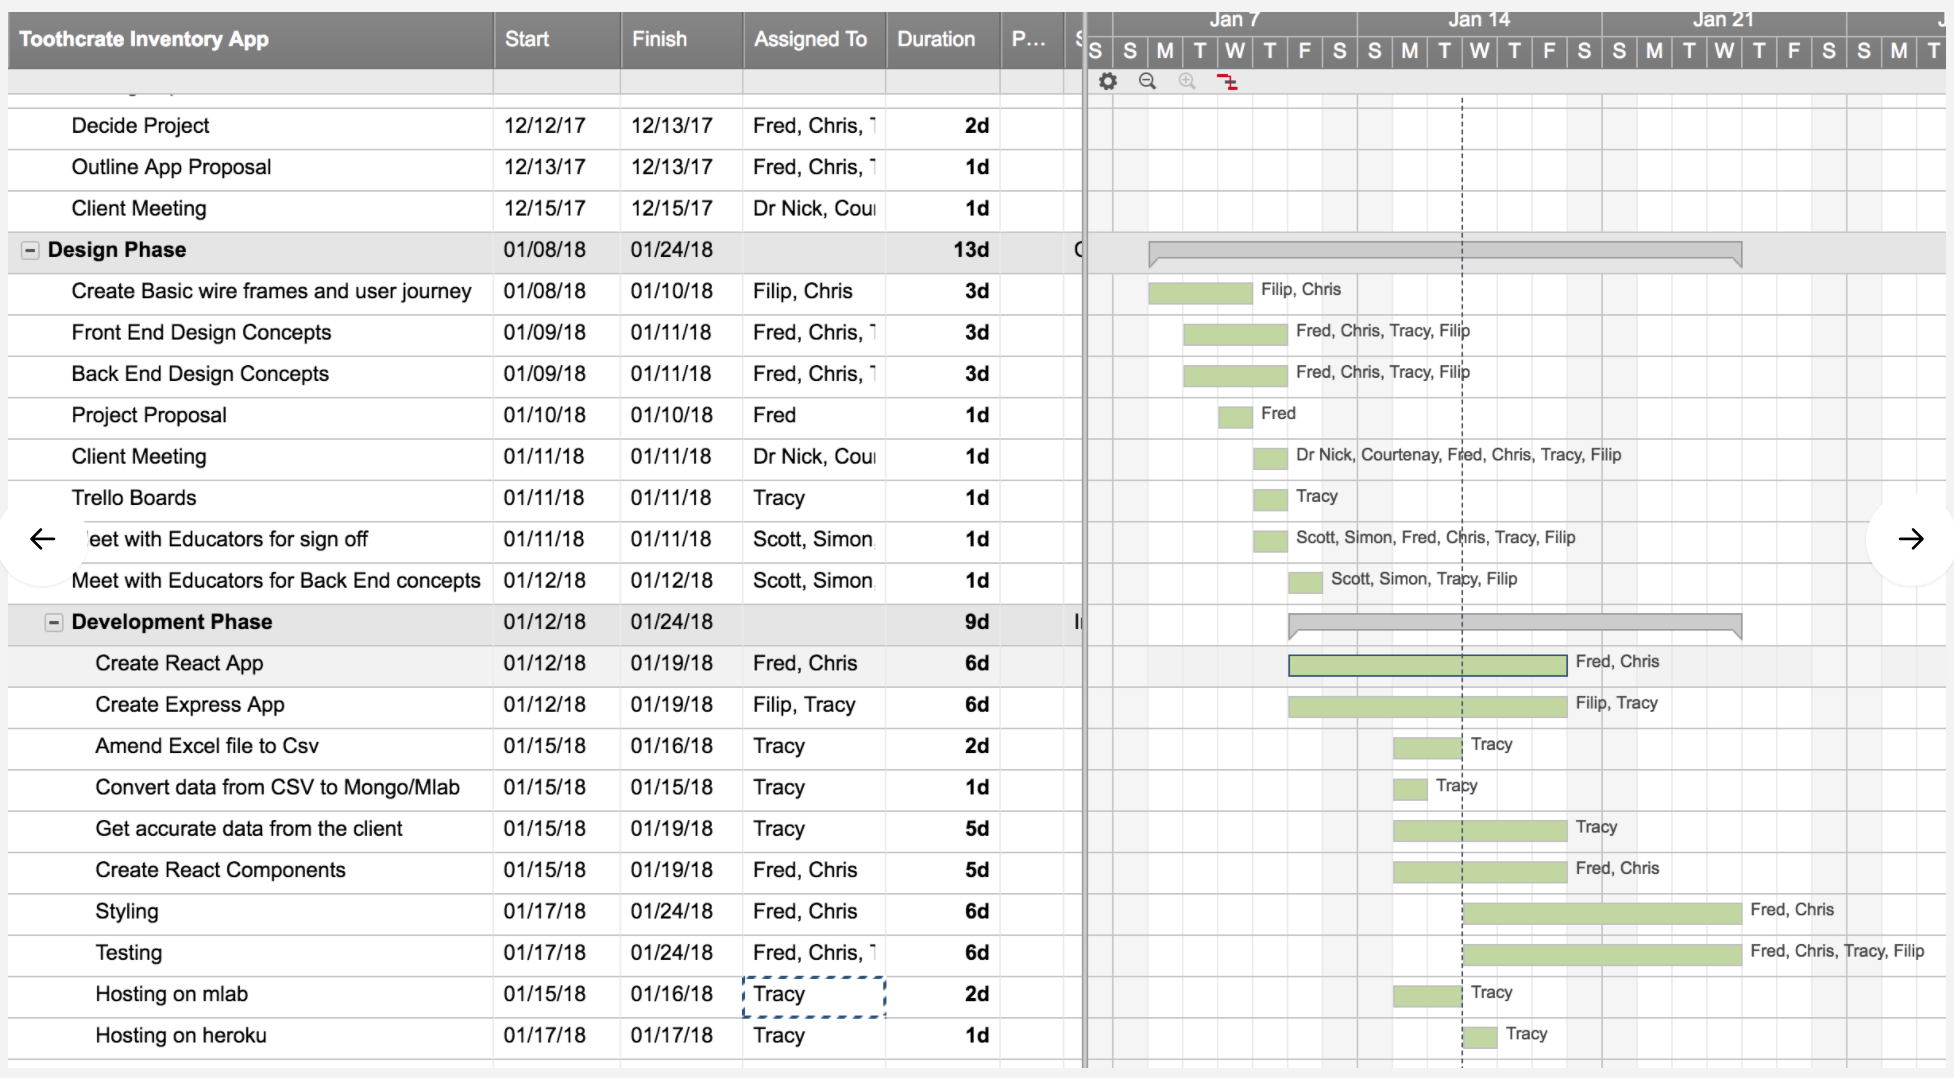 Toothcrate Inventory App Start Finish Assigned To Duration P...
Jan 7 Jan 14 Jan 21
S S M T W T F S S M T W T F S S M T W T F S S M T
Decide Project 12/12/17 12/13/17 Fred, Chris, 2d
Outline App Proposal 12/13/17 12/13/17 Fred, Chris, 1d
Client Meeting 12/15/17 12/15/17 Dr Nick, Cou 1d
Design Phase 01/08/18 01/24/18 13d
Create Basic wire frames and user journey 01/08/18 01/10/18 Filip, Chris 3d Filip, Chris
Front End Design Concepts 01/09/18 01/11/18 Fred, Chris, 3d Fred, Chris, Tracy, Filip
Back End Design Concepts 01/09/18 01/11/18 Fred, Chris, 3d Fred, Chris, Tracy, Filip
Project Proposal 01/10/18 01/10/18 Fred 1d Fred
Client Meeting 01/11/18 01/11/18 Dr Nick, Cou 1d Dr Nick, Courtenay, Fred, Chris, Tracy, Filip
Trello Boards 01/11/18 01/11/18 Tracy 1d Tracy
eet with Educators for sign off 01/11/18 01/11/18 Scott, Simon, 1d Scott, Simon, Fred, Chris, Tracy, Filip
Meet with Educators for Back End concepts 01/12/18 01/12/18 Scott, Simon, 1d Scott, Simon, Tracy, Filip
Development Phase 01/12/18 01/24/18 9d
Create React App 01/12/18 01/19/18 Fred, Chris 6d Fred, Chris
Create Express App 01/12/18 01/19/18 Filip, Tracy 6d Filip, Tracy
Amend Excel file to Csv 01/15/18 01/16/18 Tracy 2d Tracy
Convert data from CSV to Mongo/Mlab 01/15/18 01/15/18 Tracy 1d Tracy
Get accurate data from the client 01/15/18 01/19/18 Tracy 5d Tracy
Create React Components 01/15/18 01/19/18 Fred, Chris 5d Fred, Chris
Styling 01/17/18 01/24/18 Fred, Chris 6d Fred, Chris
Testing 01/17/18 01/24/18 Fred, Chris, 6d Fred, Chris, Tracy, Filip
Hosting on mlab 01/15/18 01/16/18 Tracy 2d Tracy
Hosting on heroku 01/17/18 01/17/18 Tracy 1d Tracy